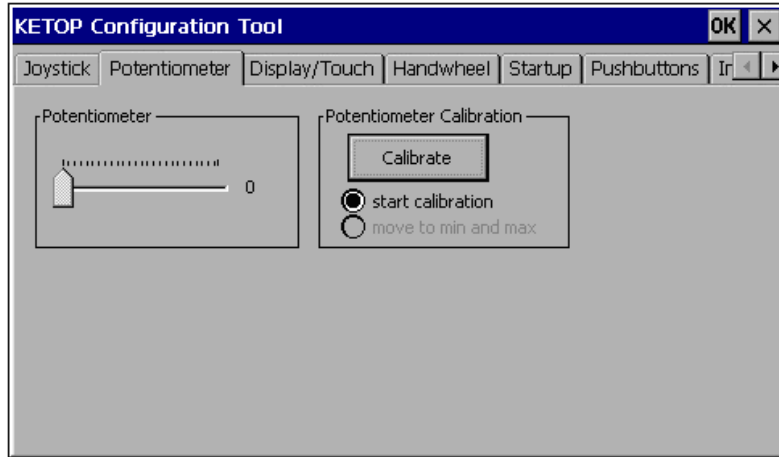 KETOP Configuration Tool OK
Joystick Potentiometer Display/Touch Handwheel Startup Pushbuttons
Potentiometer
0
Potentiometer Calibration
Calibrate
start calibration
move to min and max